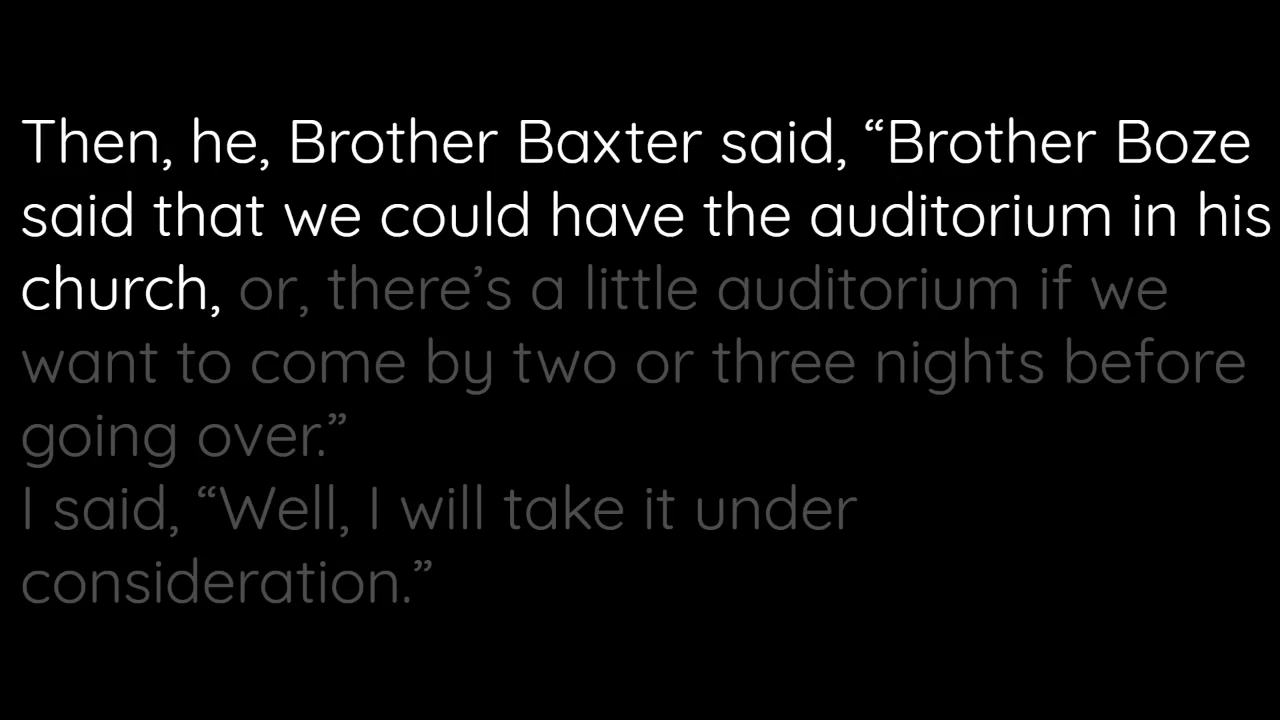 Then, he, Brother Baxter said, “Brother Boze
said that we could have the auditorium in his
church, or, there’s a little auditorium if we
want to come by two or three nights before
going over.”
I said, “Well, I will take it under
consideration.”